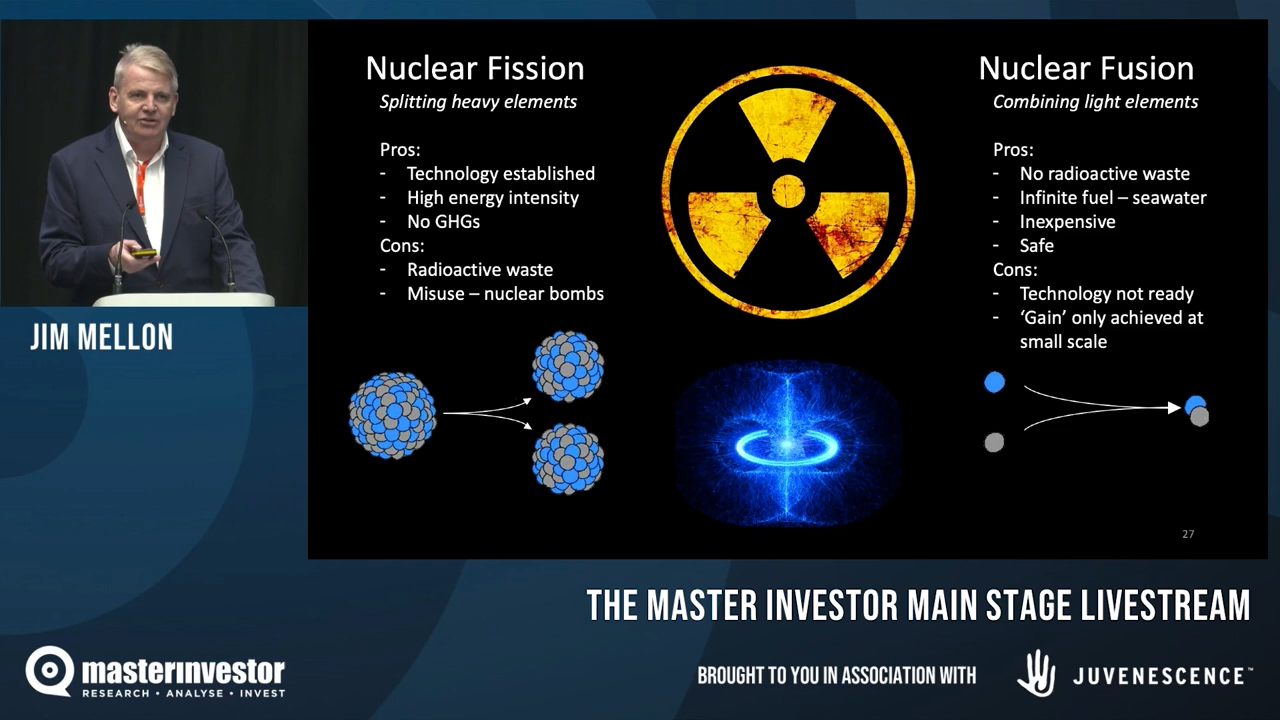 Nuclear Fission
Splitting heavy elements
Pros:
- Technology established
- High energy intensity
- No GHGs
Cons:
- Radioactive waste
- Misuse – nuclear bombs
Nuclear Fusion
Combining light elements
Pros:
- No radioactive waste
- Infinite fuel – seawater
- Inexpensive
- Safe
Cons:
- Technology not ready
- ‘Gain’ only achieved at
small scale
27
JIM MELLON
THE MASTER INVESTOR MAIN STAGE LIVESTREAM
masterinvestor
RESEARCH • ANALYSE • INVEST
BROUGHT TO YOU IN ASSOCIATION WITH
JUVENESCENCE™